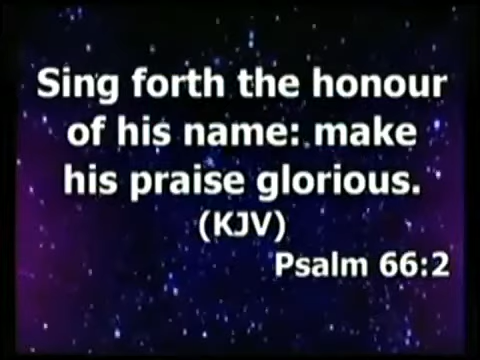 Sing forth the honour
of his name: make
his praise glorious.
(KJV)
Psalm 66:2